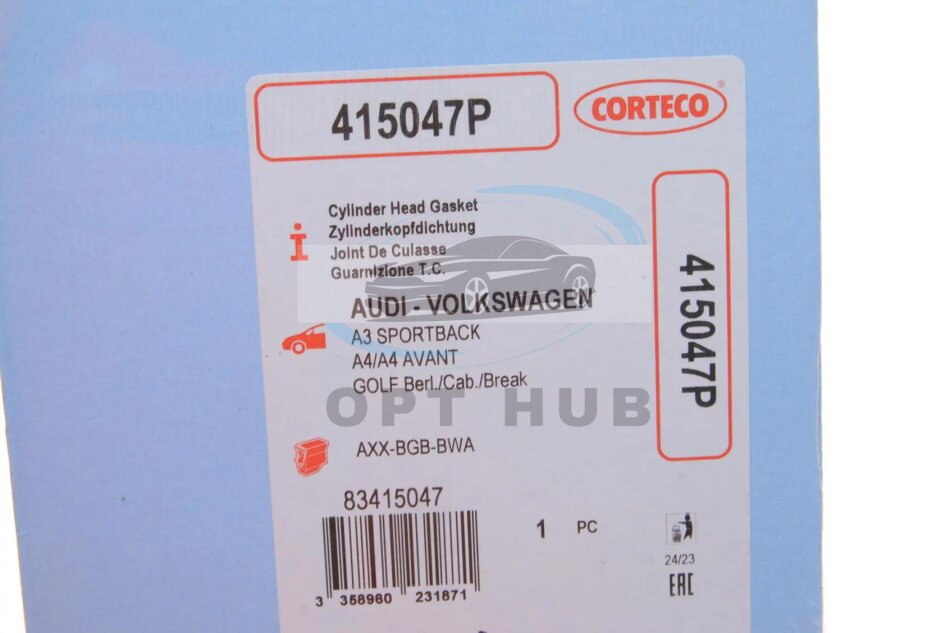 415047P
CORTECO®
Cylinder Head Gasket
Zylinderkopfdichtung
Joint De Culasse
Guarnizione T.C.
AUDI - VOLKSWAGEN
A3 SPORTBACK
A4/A4 AVANT
GOLF Berl./Cab./Break
OPT HUB
AXX-BGB-BWA
83415047
1 PC
3 358960 231871
24/23
EAC
415047P